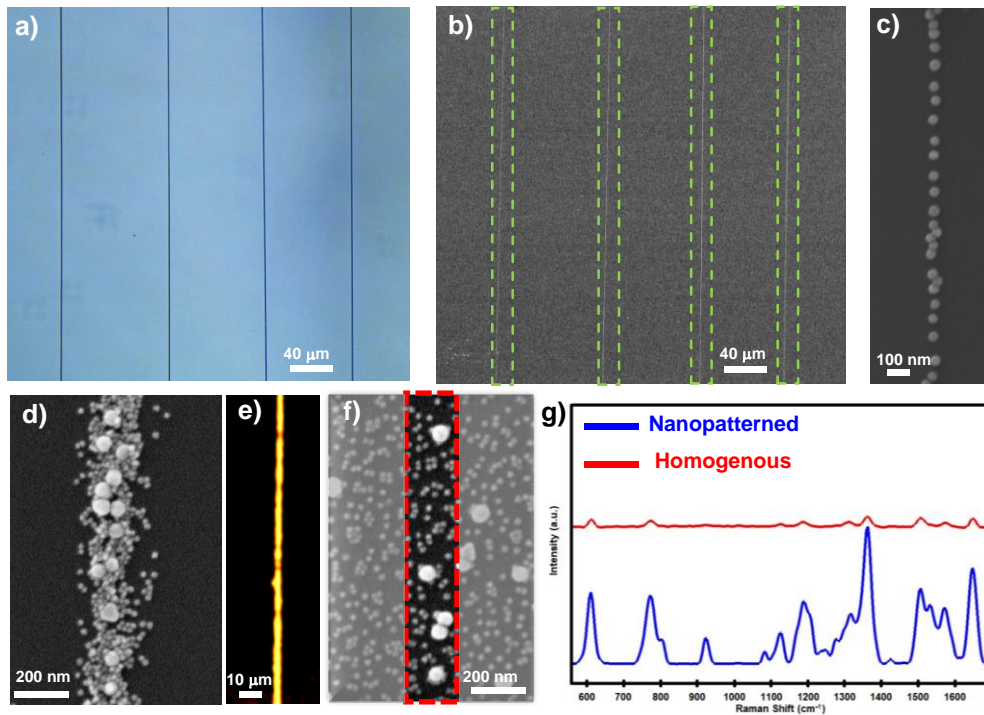 a)
40 μm
b)
40 μm
c)
100 nm
d)
200 nm
e)
10 μm
f)
200 nm
g)
Nanopatterned
Homogenous
Intensity (a.u.)
600 700 800 900 1000 1100 1200 1300 1400 1500 1600
Raman Shift (cm⁻¹)